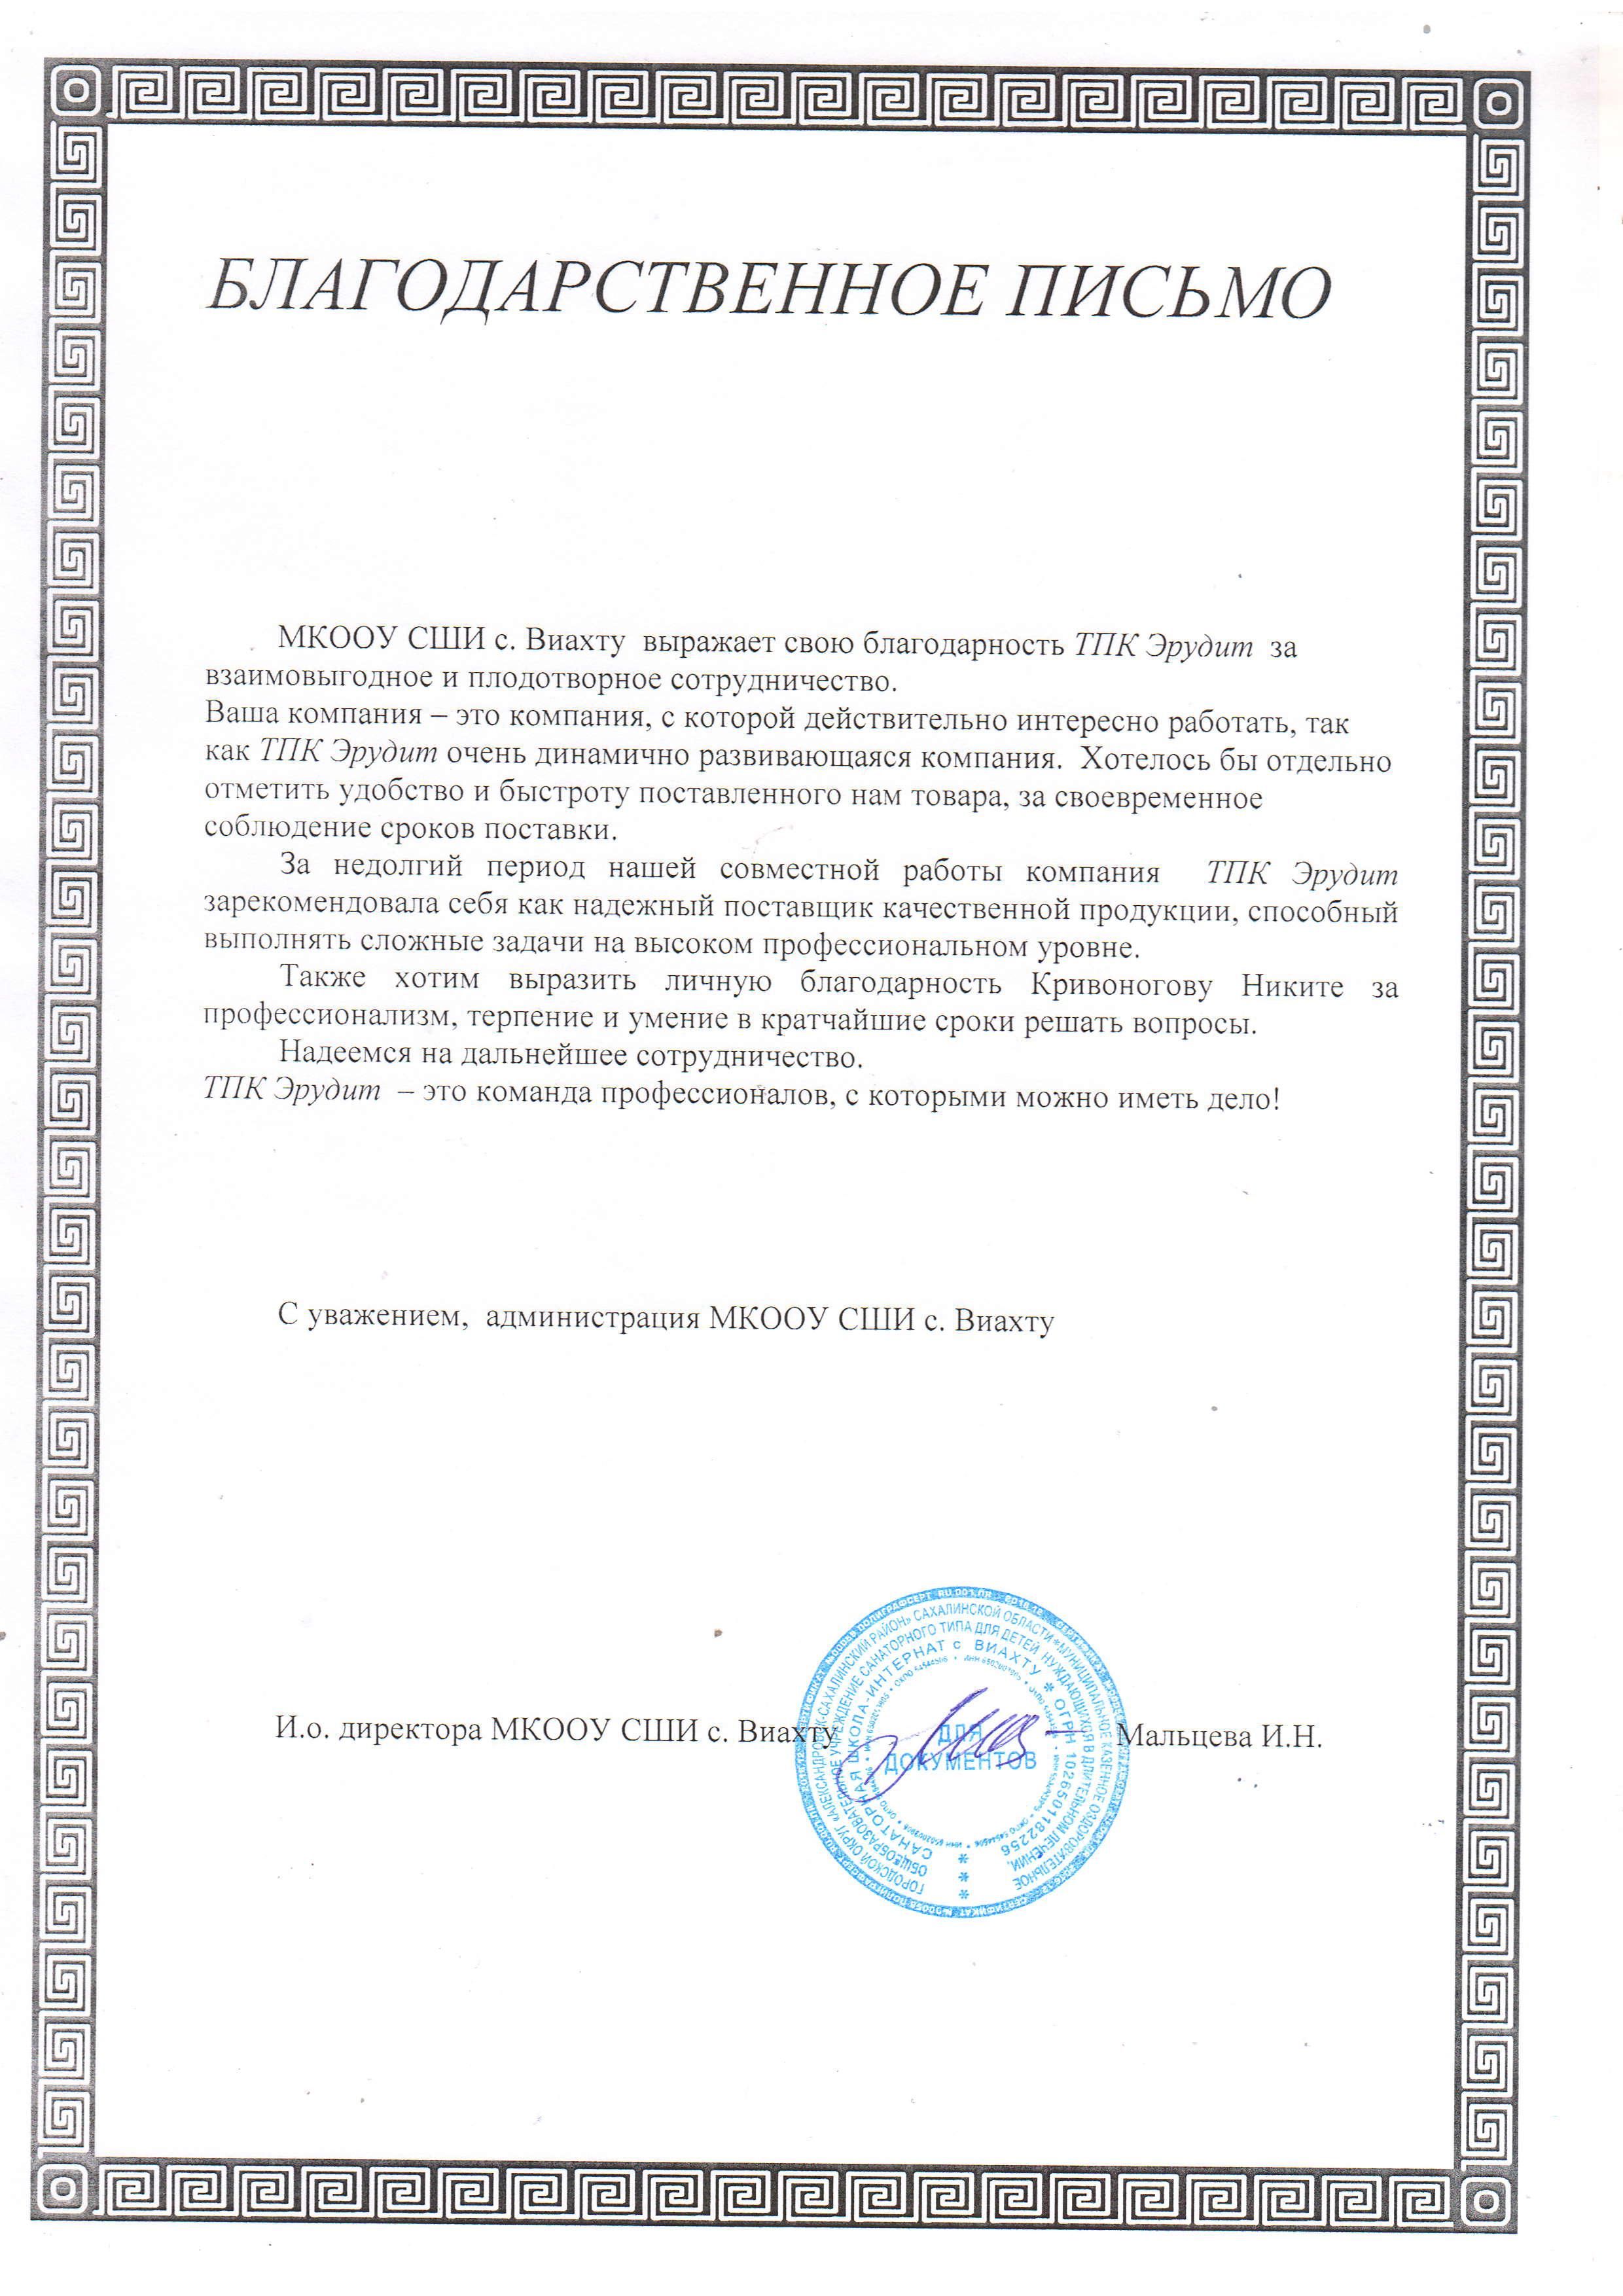 БЛАГОДАРСТВЕННОЕ ПИСЬМО
МКООУ СШИ с. Виахту выражает свою благодарность ТПК Эрудит за
взаимовыгодное и плодотворное сотрудничество.
Ваша компания – это компания, с которой действительно интересно работать, так
как ТПК Эрудит очень динамично развивающаяся компания. Хотелось бы отдельно
отметить удобство и быстроту поставленного нам товара, за своевременное
соблюдение сроков поставки.
За недолгий период нашей совместной работы компания ТПК Эрудит
зарекомендовала себя как надежный поставщик качественной продукции, способный
выполнять сложные задачи на высоком профессиональном уровне.
Также хотим выразить личную благодарность Кривоногову Никите за
профессионализм, терпение и умение в кратчайшие сроки решать вопросы.
Надеемся на дальнейшее сотрудничество.
ТПК Эрудит – это команда профессионалов, с которыми можно иметь дело!
С уважением, администрация МКООУ СШИ с. Виахту
И.о. директора МКООУ СШИ с. Виахту Мальцева И.Н.
ГОРОДСКОЙ ОКРУГ «АЛЕКСАНДРОВСК-САХАЛИНСКИЙ РАЙОН» САХАЛИНСКОЙ ОБЛАСТИ * МУНИЦИПАЛЬНОЕ КАЗЕННОЕ ОЗДОРОВИТЕЛЬНОЕ
ОБЩЕОБРАЗОВАТЕЛЬНОЕ УЧРЕЖДЕНИЕ САНАТОРНОГО ТИПА ДЛЯ ДЕТЕЙ НУЖДАЮЩИХСЯ В ДЛИТЕЛЬНОМ ЛЕЧЕНИИ,
САНАТОРНАЯ ШКОЛА-ИНТЕРНАТ с ВИАХТУ * ОГРН 1026501182256
ДЛЯ
ДОКУМЕНТОВ